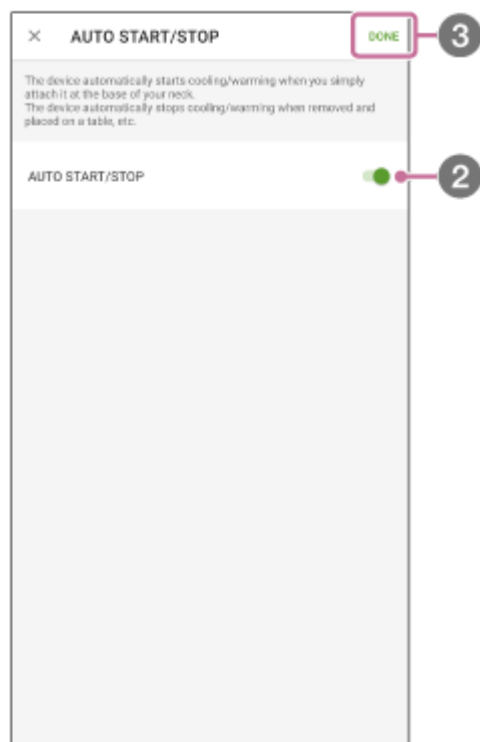 × AUTO START/STOP DONE 3
The device automatically starts cooling/warming when you simply
attach it at the base of your neck.
The device automatically stops cooling/warming when removed and
placed on a table, etc.
AUTO START/STOP 2